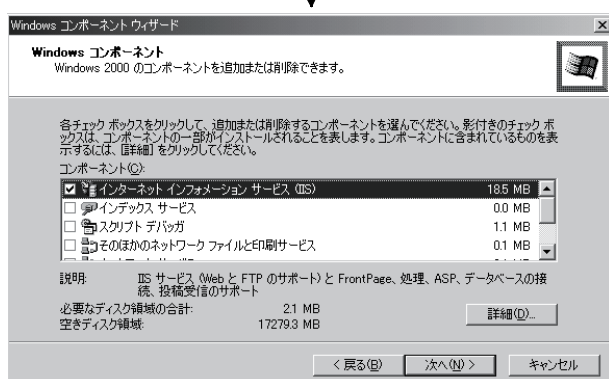 Windows コンポーネント ウィザード
Windows コンポーネント
Windows 2000 のコンポーネントを追加または削除できます。
各チェック ボックスをクリックして、追加または削除するコンポーネントを選んでください。影付きのチェック ボ
ックスは、コンポーネントの一部がインストールされることを表します。コンポーネントに含まれているものを表
示するには、[詳細] をクリックしてください。
コンポーネント(C):
インターネット インフォメーション サービス (IIS) 18.5 MB
インデックス サービス 0.0 MB
スクリプト デバッガ 1.1 MB
そのほかのネットワーク ファイルと印刷サービス 0.1 MB
説明: IIS サービス (Web と FTP のサポート) と FrontPage、処理、ASP、データベースの接
続、投稿受信のサポート
必要なディスク領域の合計: 2.1 MB
空きディスク領域: 17279.3 MB
詳細(D)...
< 戻る(B) 次へ(N) > キャンセル